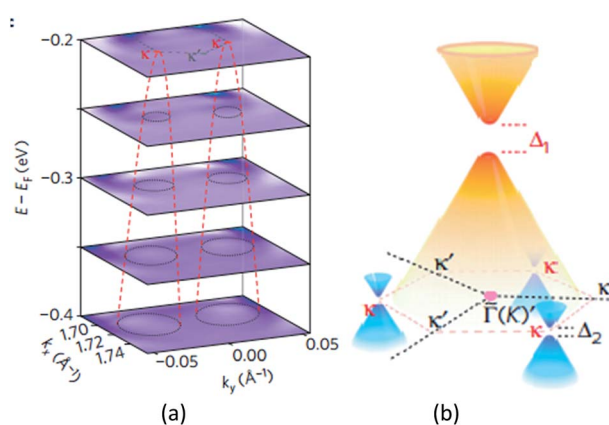 −0.2
κ κ′ κ
−0.3
−0.4
E − E_F (eV)
1.70
1.72
1.74
k_x (Å⁻¹)
−0.05
0.00
0.05
k_y (Å⁻¹)
(a)
Δ₁
κ′
κ
κ
κ
Γ̄(K)′
κ′
κ
Δ₂
(b)